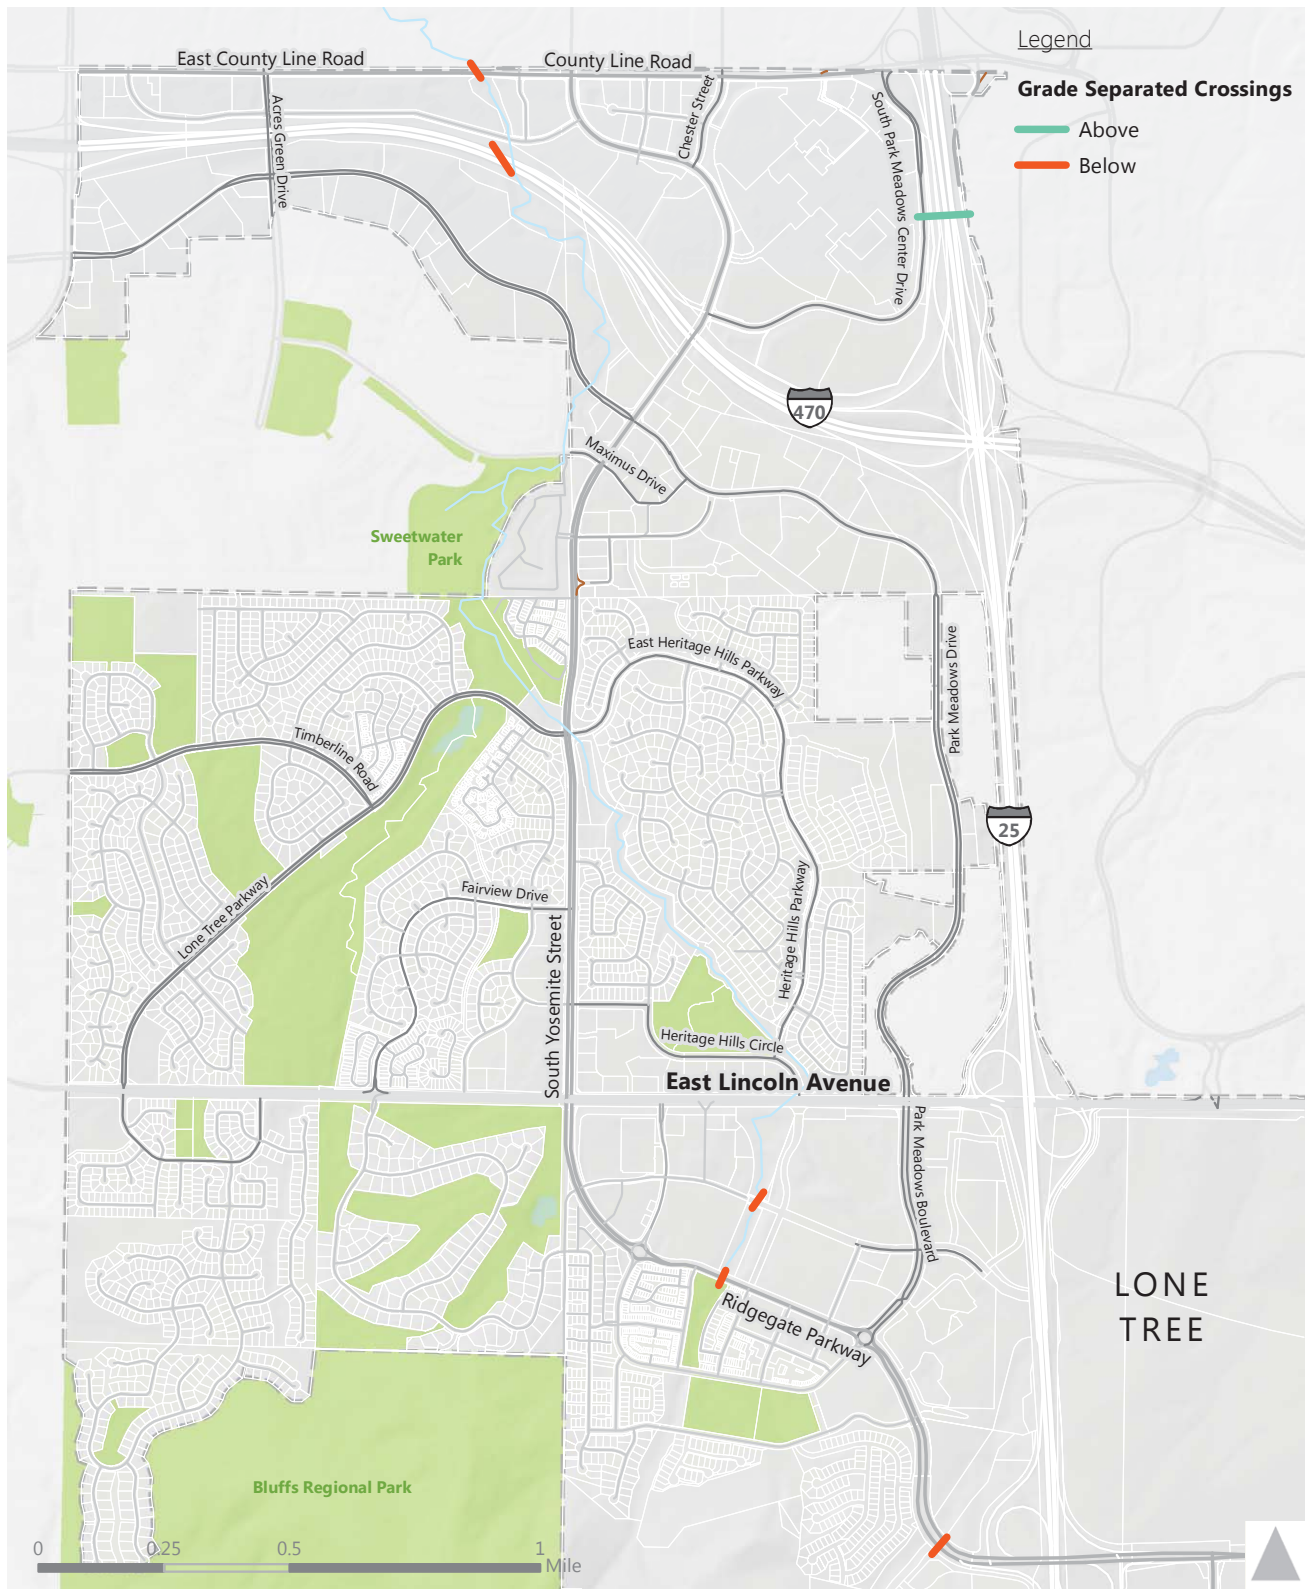 Legend
Grade Separated Crossings
Above
Below
East County Line Road
County Line Road
Acres Green Drive
Chester Street
South Park Meadows Center Drive
470
Maximus Drive
Sweetwater
Park
East Heritage Hills Parkway
Park Meadows Drive
Timberline Road
25
Fairview Drive
Lone Tree Parkway
Heritage Hills Parkway
South Yosemite Street
Heritage Hills Circle
East Lincoln Avenue
Park Meadows Boulevard
LONE
TREE
Ridgegate Parkway
Bluffs Regional Park
0 0.25 0.5 1
Mile